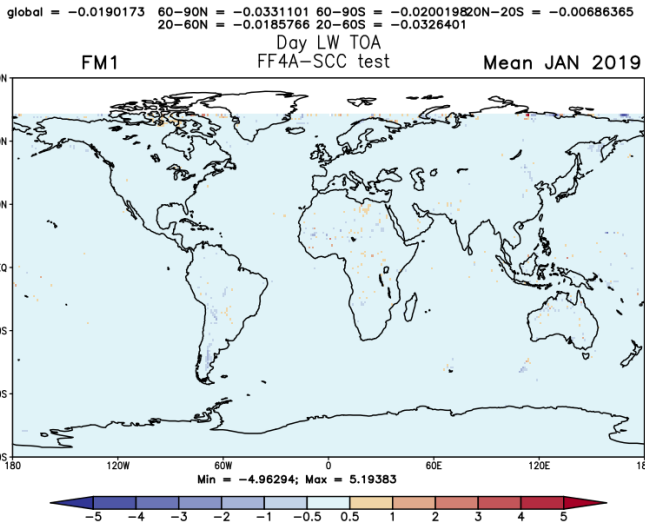 global = −0.0190173 60-90N = −0.0331101 60-90S = −0.0200198 20N-20S = −0.00686365
20-60N = −0.0185766 20-60S = −0.0326401
Day LW TOA
FM1 FF4A-SCC test Mean JAN 2019
180 120W 60W 0 60E 120E
Min = −4.96294; Max = 5.19383
−5 −4 −3 −2 −1 −0.5 0.5 1 2 3 4 5